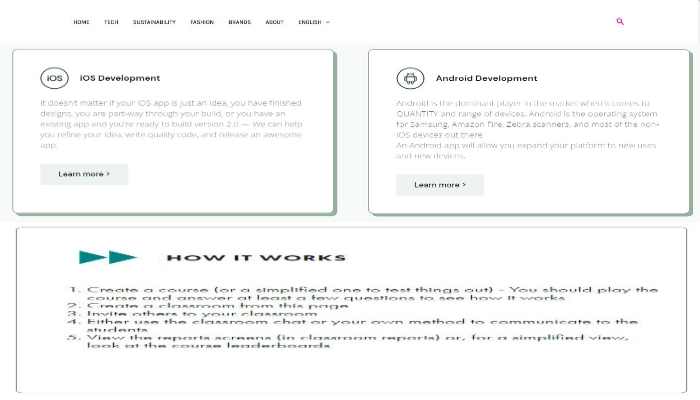 HOME TECH SUSTAINABILITY FASHION BRANDS ABOUT ENGLISH
iOS iOS Development
It doesn't matter if your iOS app is just an idea, you have finished
designs, you are part-way through your build, or you have an
existing app and you're ready to build version 2.0 — We can help
you refine your idea, write quality code, and release an awesome
app.
Learn more >
Android Development
Android is the dominant player in the market when it comes to
QUANTITY and range of devices. Android is the operating system
for Samsung, Amazon Fire, Zebra scanners, and most of the non-
iOS devices out there.
An Android app will allow you expand your platform to new uses
and new devices.
Learn more >
HOW IT WORKS
1. Create a course (or a simplified one to test things out) - You should play the
course and answer at least a few questions to see how it works
2. Create a classroom from this page
3. Invite others to your classroom
4. Either use the classroom chat or your own method to communicate to the
students
5. View the reports screens (in classroom reports) or, for a simplified view,
look at the course leaderboards